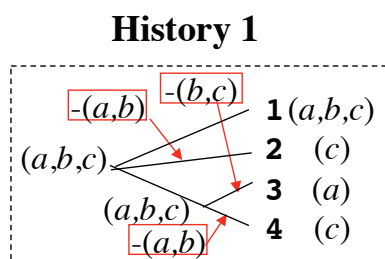 History 1
-(b,c)
-(a,b)
1 (a,b,c)
2 (c)
(a,b,c)
3 (a)
(a,b,c)
4 (c)
-(a,b)